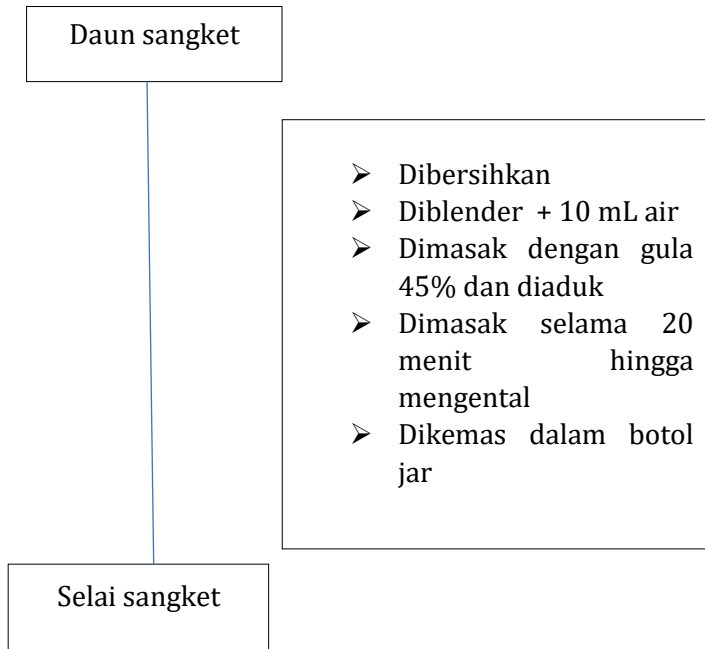 Daun sangket
➢ Dibersihkan
➢ Diblender + 10 mL air
➢ Dimasak dengan gula
45% dan diaduk
➢ Dimasak selama 20
menit hingga
mengental
➢ Dikemas dalam botol
jar
Selai sangket